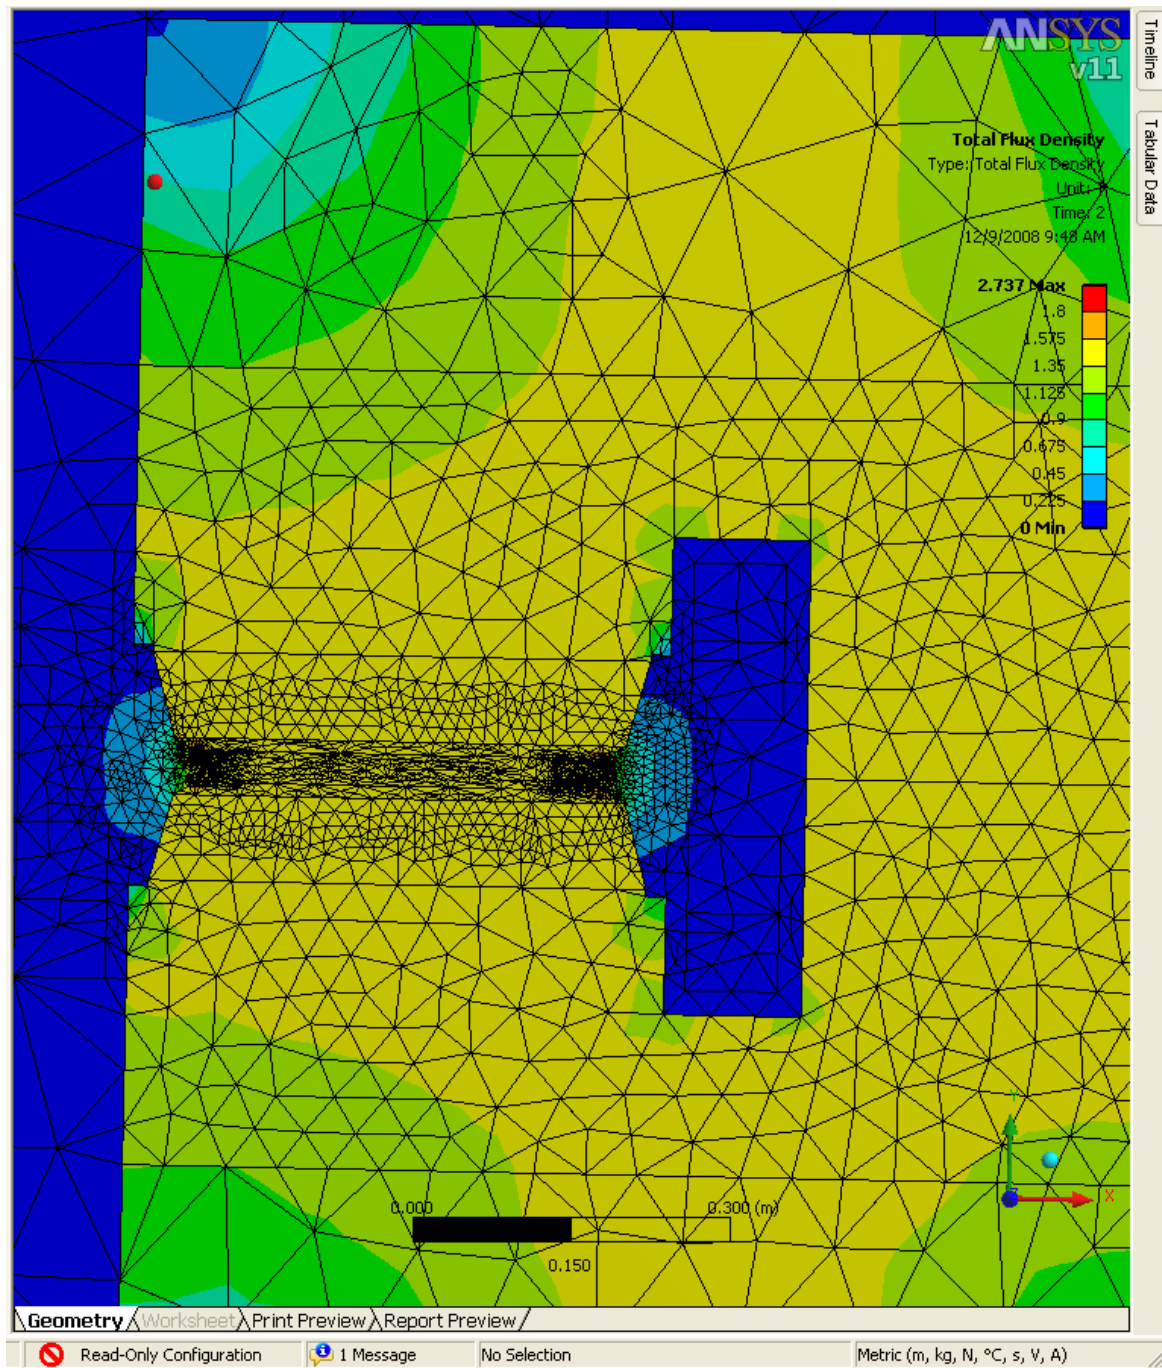 ANSYS
v11
Timeline
Tabular Data
Total Flux Density
Type: Total Flux Density
Unit: T
Time: 2
12/9/2008 9:48 AM
2.737 Max
1.8
1.575
1.35
1.125
0.9
0.675
0.45
0.225
0 Min
Y
X
0.000
0.300 (m)
0.150
Geometry
Worksheet
Print Preview
Report Preview
Read-Only Configuration
1 Message
No Selection
Metric (m, kg, N, °C, s, V, A)